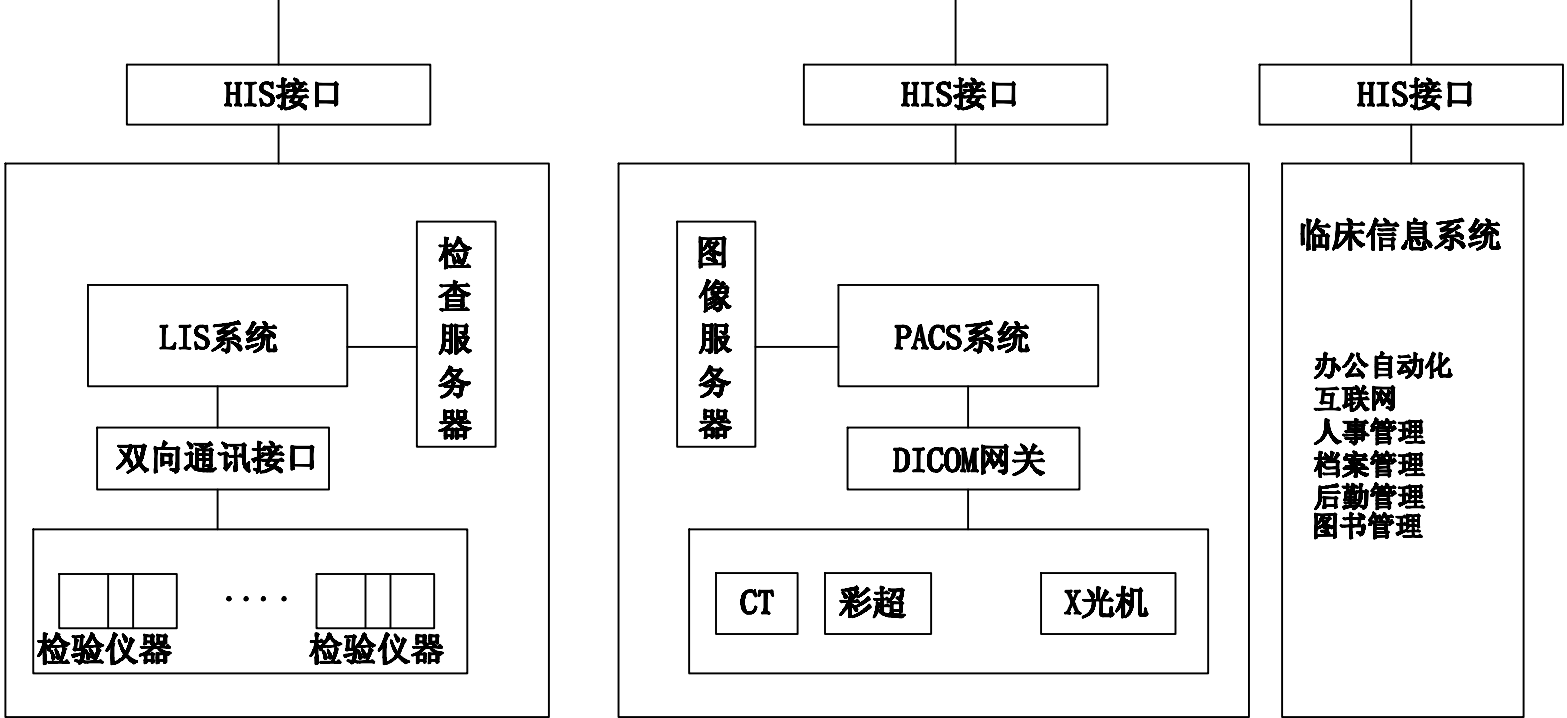 HIS接口
HIS接口
HIS接口
检查服务器
LIS系统
双向通讯接口
····
检验仪器
检验仪器
图像服务器
PACS系统
DICOM网关
CT
彩超
X光机
临床信息系统
办公自动化
互联网
人事管理
档案管理
后勤管理
图书管理